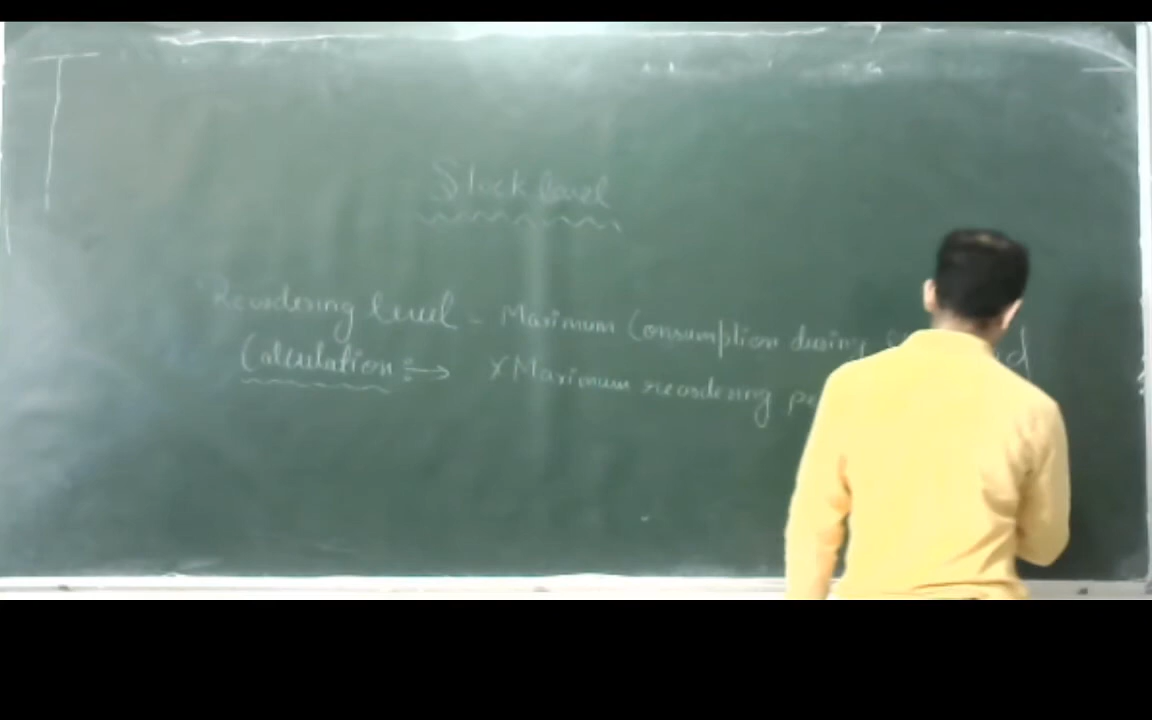 Stock level
Reordering level - Maximum Consumption during
Calculation :→ X Maximum reordering